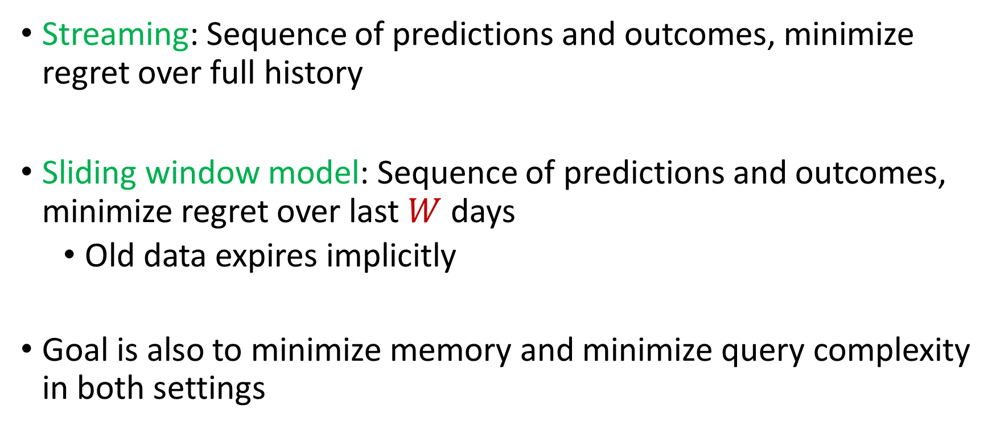 • Streaming: Sequence of predictions and outcomes, minimize
regret over full history
• Sliding window model: Sequence of predictions and outcomes,
minimize regret over last W days
• Old data expires implicitly
• Goal is also to minimize memory and minimize query complexity
in both settings